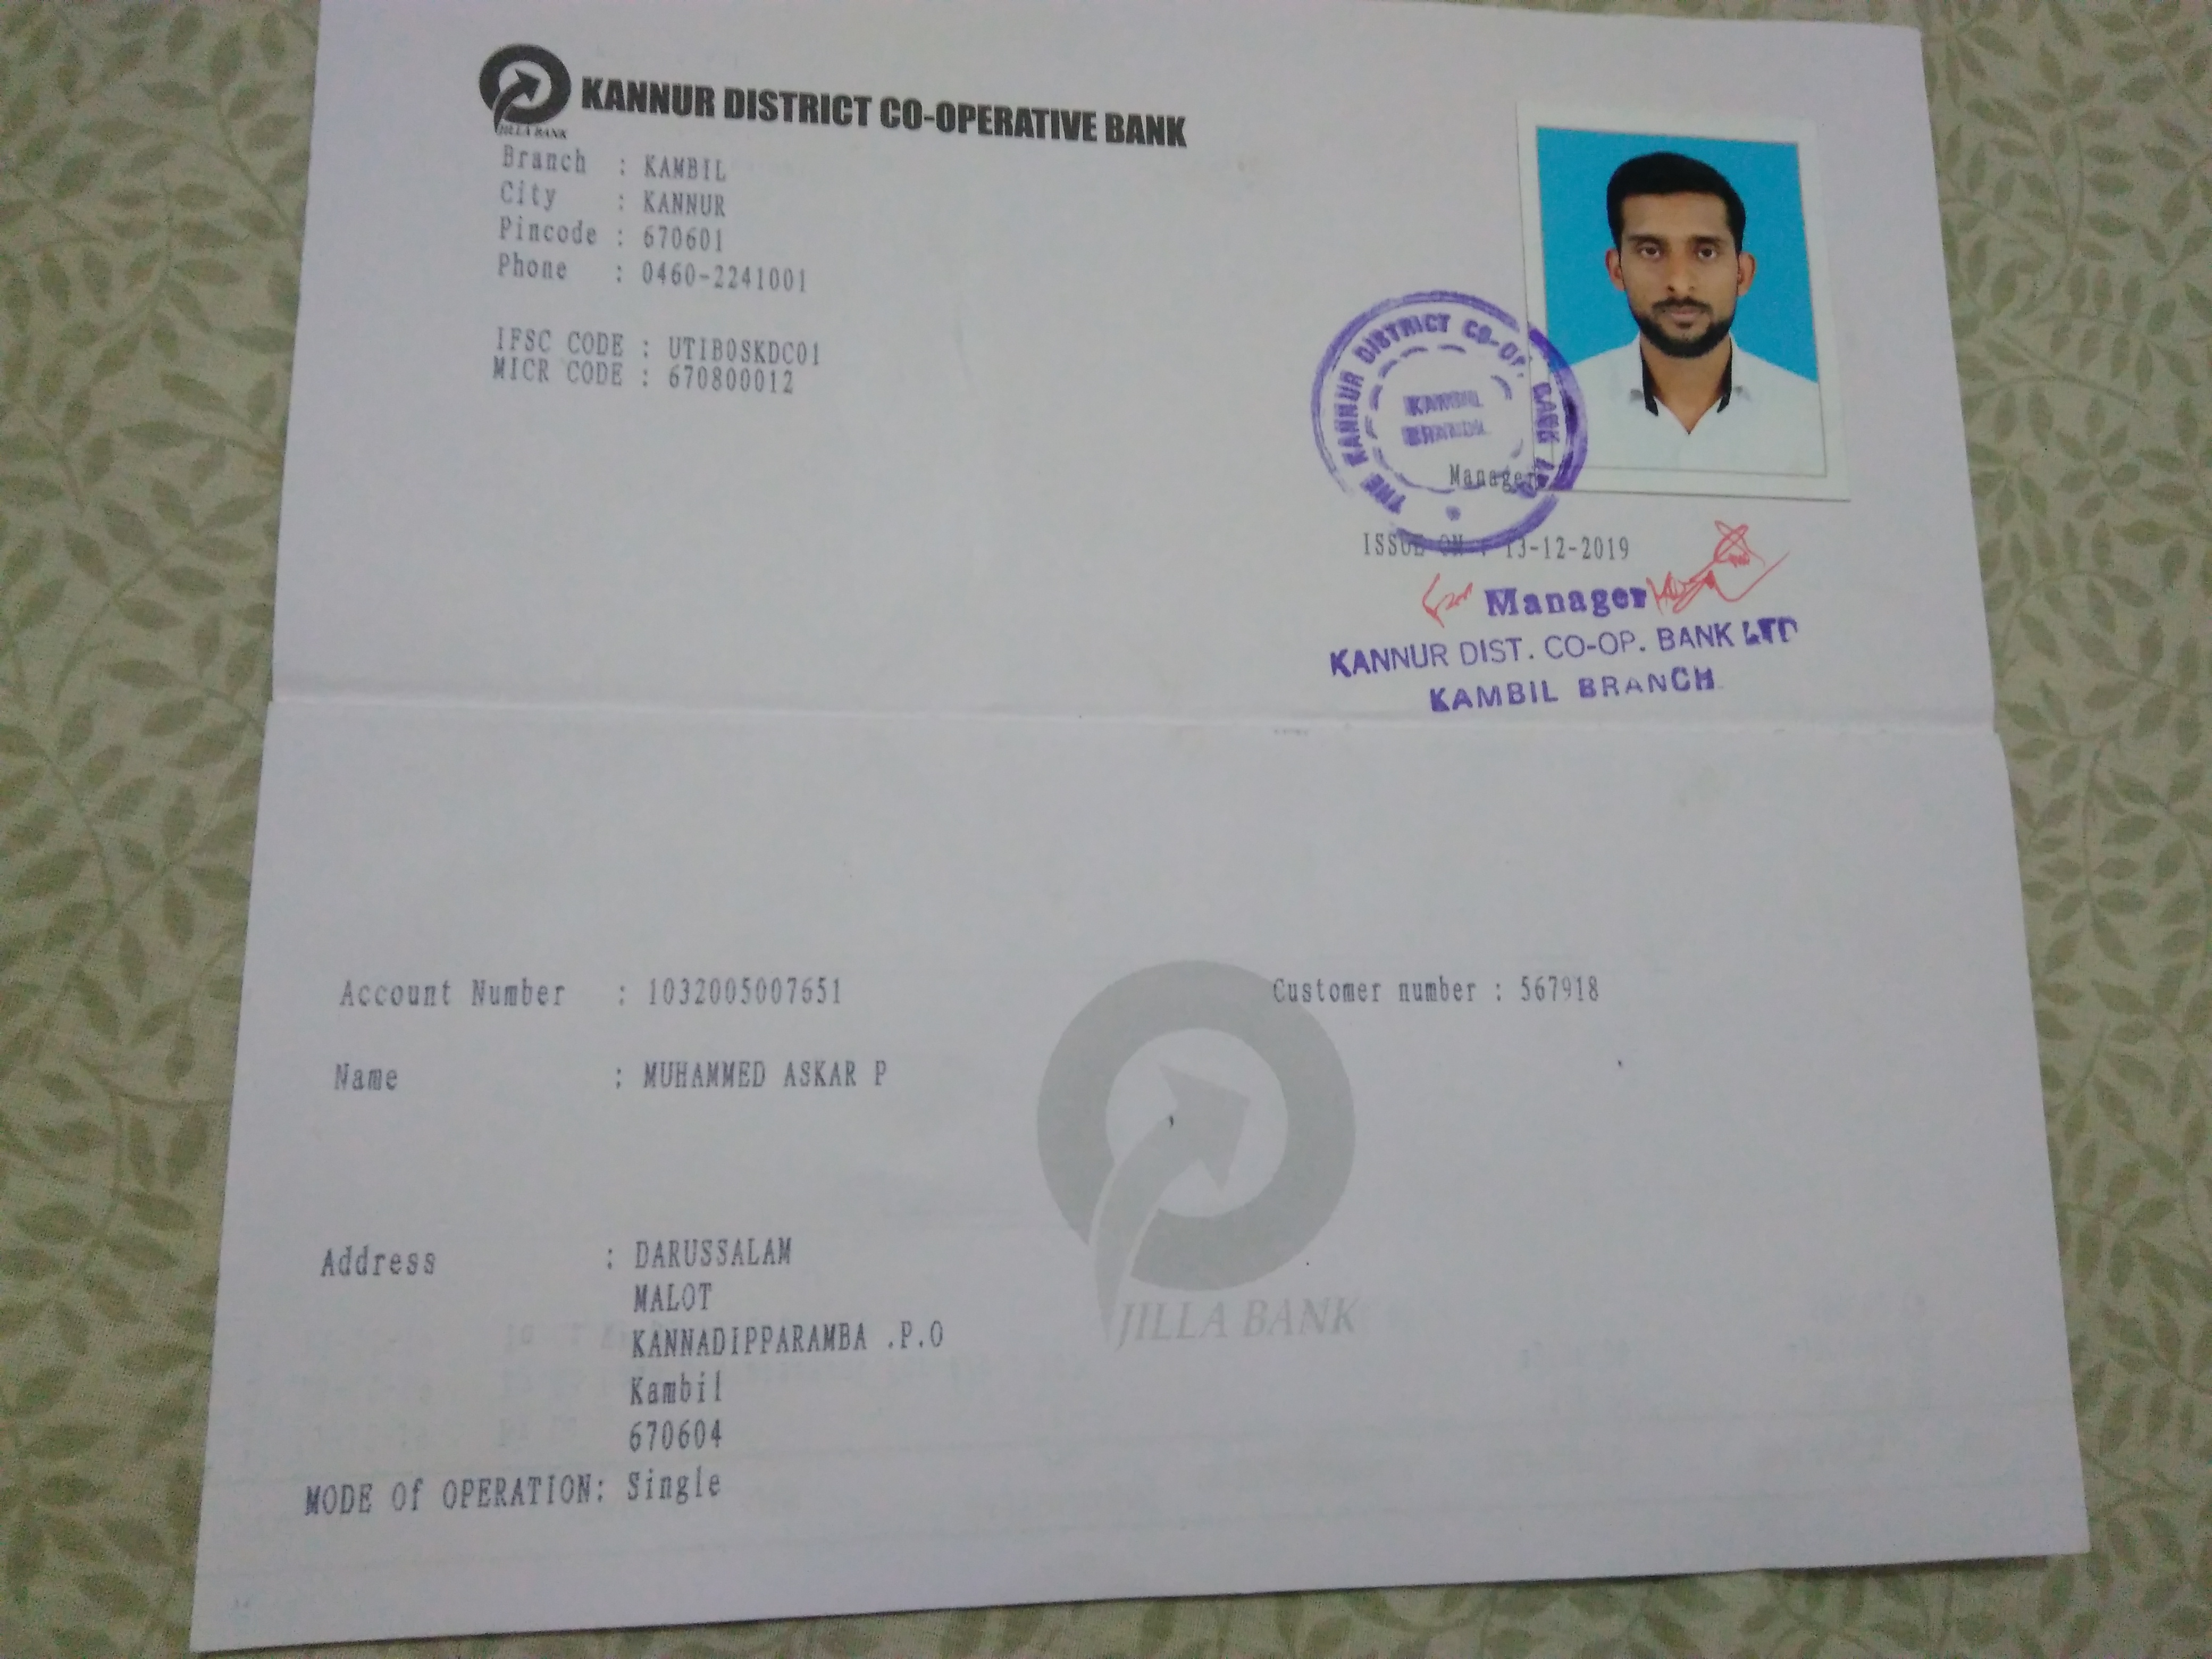 JILLA BANK
KANNUR DISTRICT CO-OPERATIVE BANK
Branch : KAMBIL
City : KANNUR
Pincode : 670601
Phone : 0460-2241001
IFSC CODE : UTIB0SKDC01
MICR CODE : 670800012
THE KANNUR DISTRICT CO-OP. BANK
KAMBIL
BRANCH
Manager
ISSUE ON : 13-12-2019
Manager
KANNUR DIST. CO-OP. BANK LTD
KAMBIL BRANCH
Account Number : 1032005007651
Customer number : 567918
Name : MUHAMMED ASKAR P
Address : DARUSSALAM
MALOT
KANNADIPPARAMBA .P.O
Kambil
670604
MODE Of OPERATION: Single
JILLA BANK